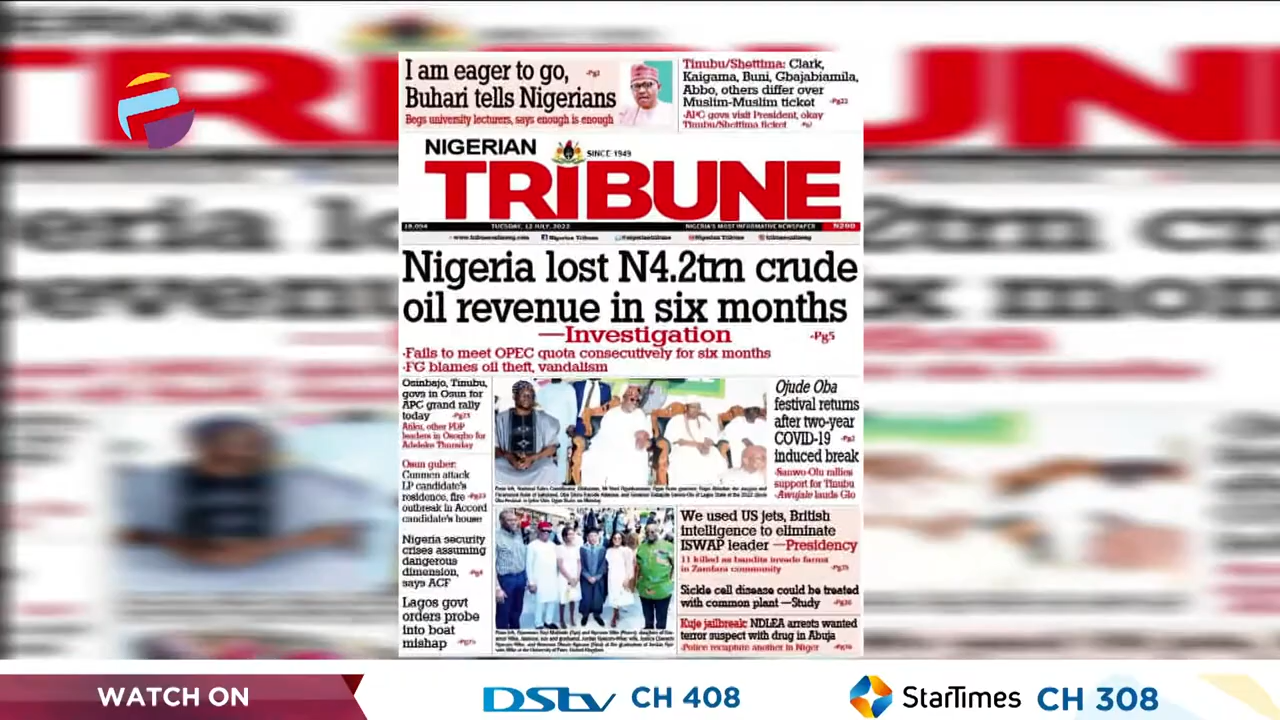 I am eager to go,
Buhari tells Nigerians
-Pg3
Begs university lecturers, says enough is enough
Tinubu/Shettima: Clark,
Kaigama, Buni, Gbajabiamila,
Abbo, others differ over
Muslim-Muslim ticket -Pg22
•APC govs visit President, okay
Tinubu/Shettima ticket
NIGERIAN
SINCE 1949
TRIBUNE
TUESDAY, 12 JULY, 2022
NIGERIA'S MOST INFORMATIVE NEWSPAPER
N200
Nigerian Tribune
Nigeria lost N4.2trn crude
oil revenue in six months
—Investigation -Pg5
•Fails to meet OPEC quota consecutively for six months
•FG blames oil theft, vandalism
Osinbajo, Tinubu,
govs in Osun for
APC grand rally
today -Pg23
Atiku, other PDP
leaders in Osogbo for
Adeleke Thursday
Osun guber:
Gunmen attack
LP candidate's
residence, fire -Pg23
outbreak in Accord
candidate's house
Nigeria security
crises assuming
dangerous
dimension, -Pg4
says ACF
Lagos govt
orders probe
into boat
mishap
Ojude Oba
festival returns
after two-year
COVID-19
induced break
•Sanwo-Olu rallies
support for Tinubu
•Awujale lauds Glo
We used US jets, British
intelligence to eliminate
ISWAP leader —Presidency
11 killed as bandits invade farms
in Zamfara community
Sickle cell disease could be treated
with common plant —Study
Kuje jailbreak: NDLEA arrests wanted
terror suspect with drug in Abuja
•Police recapture another in Niger
WATCH ON
DStv CH 408
StarTimes CH 308